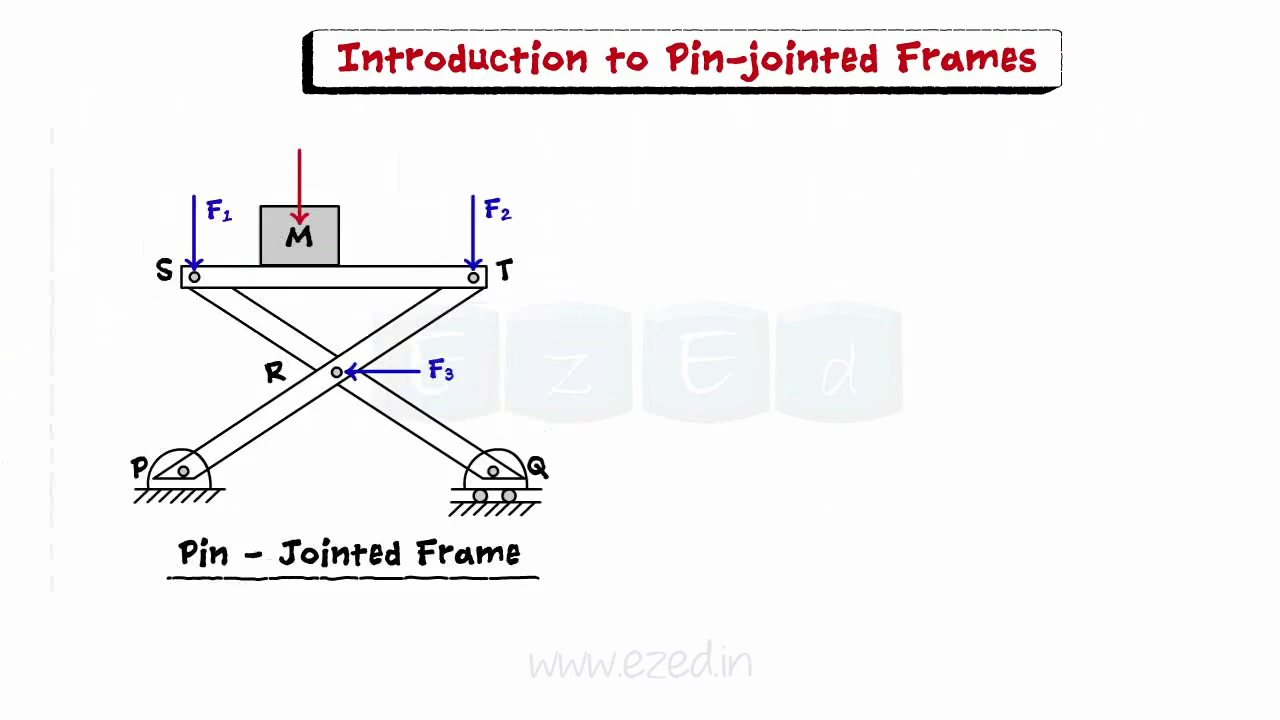 Introduction to Pin-jointed Frames
F1
F2
M
S
T
R
F3
E z E d
P
Q
Pin - Jointed Frame
www.ezed.in